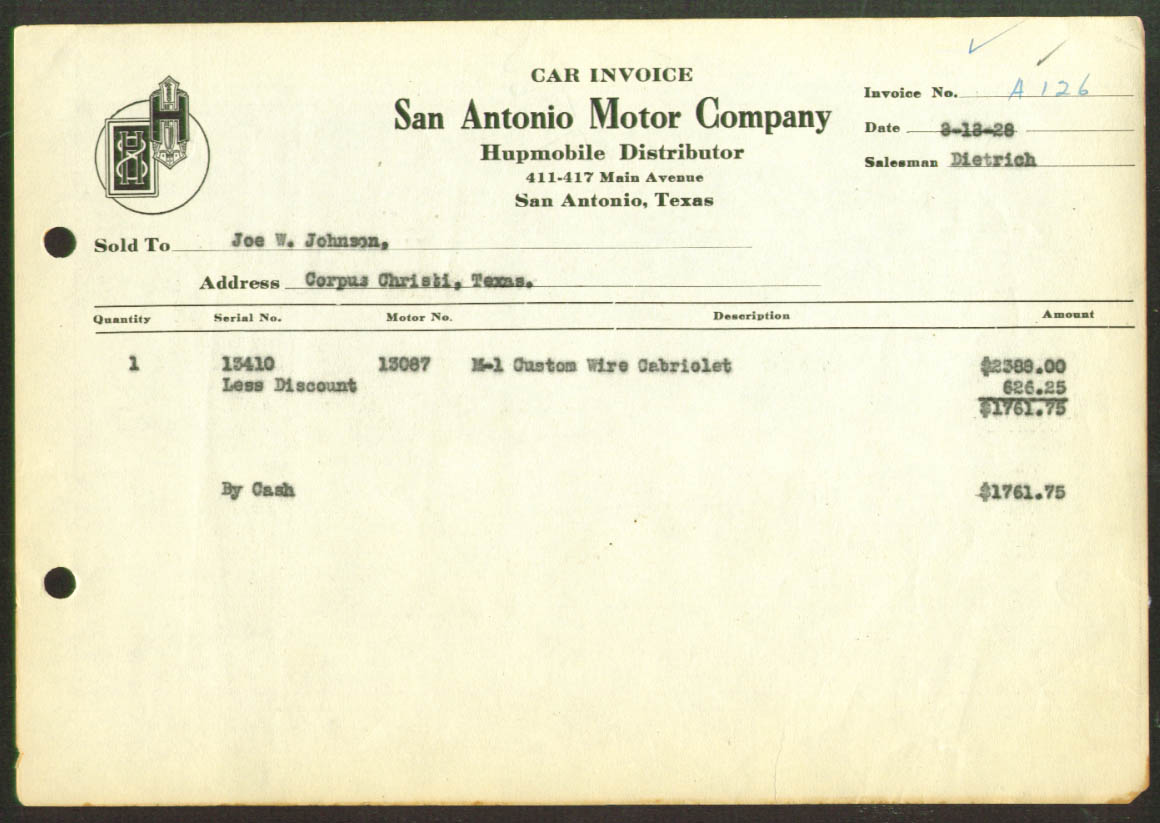 CAR INVOICE
San Antonio Motor Company
Hupmobile Distributor
411-417 Main Avenue
San Antonio, Texas
Invoice No. A 126
Date 3-13-28
Salesman Dietrich
Sold To Joe W. Johnson,
Address Corpus Christi, Texas.
Quantity Serial No. Motor No. Description Amount
1 13410 13087 M-1 Custom Wire Cabriolet $2388.00
Less Discount 626.25
$1761.75
By Cash $1761.75